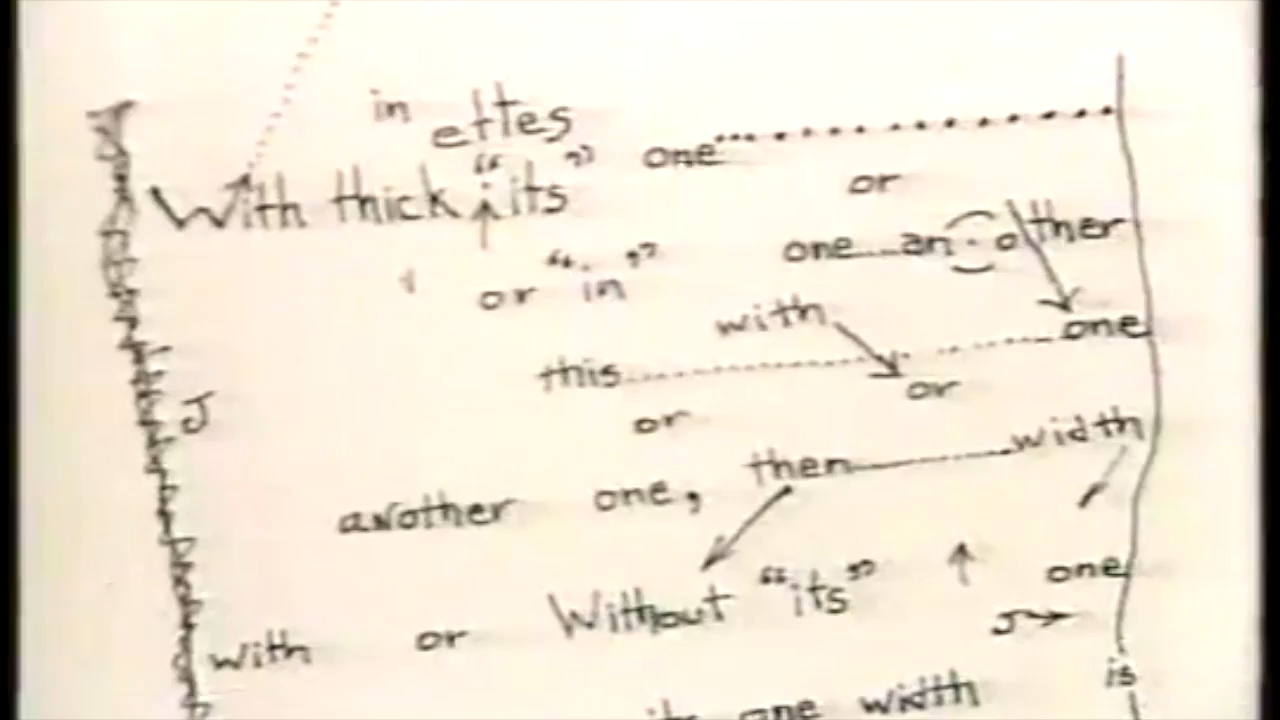 in ettes
With thick "its" one
or
or "in" one an other
with one
this
or or
another one, then width
with or Without "its" one
its one width is